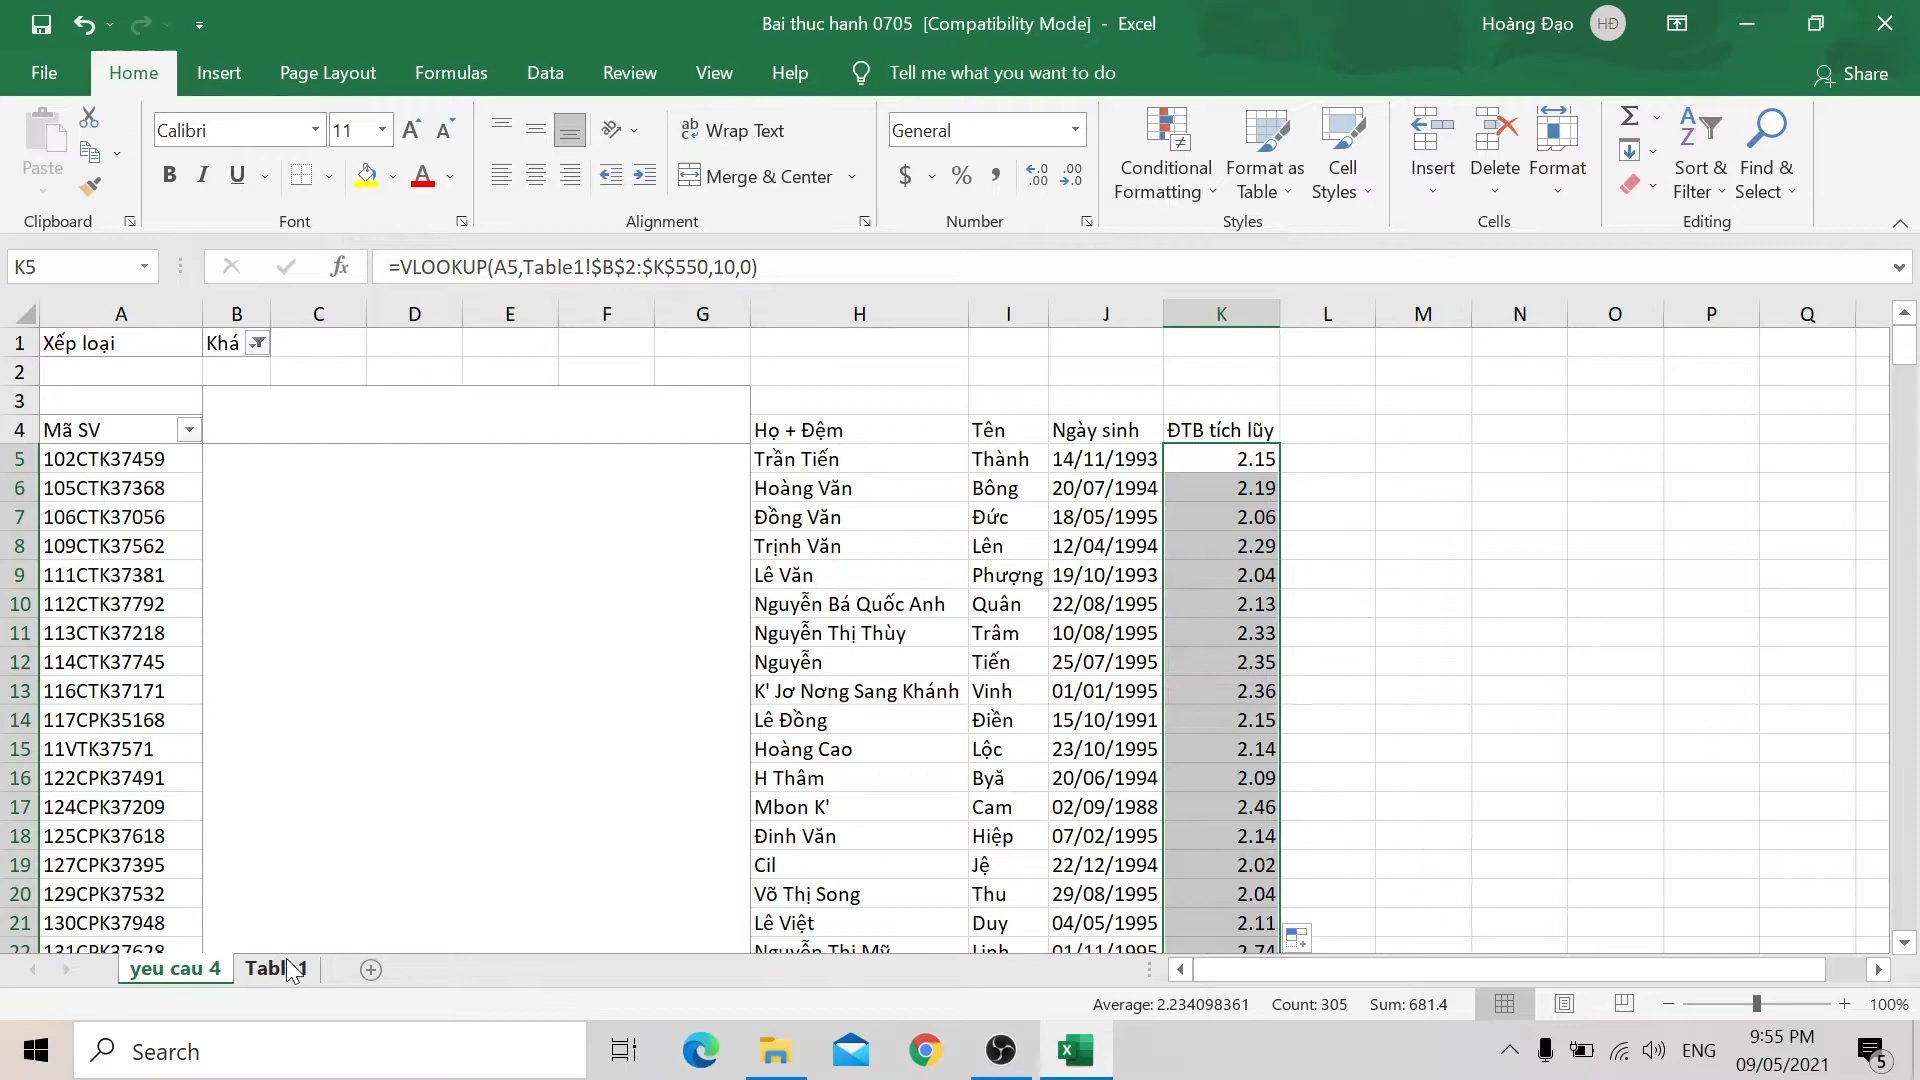 Bai thuc hanh 0705 [Compatibility Mode] - Excel
Hoàng Đạo HĐ
File Home Insert Page Layout Formulas Data Review View Help Tell me what you want to do Share
Paste
Calibri 11
B I U
ab Wrap Text
Merge & Center
General
$ % ,
Conditional Formatting
Format as Table
Cell Styles
Insert Delete Format
Sort & Filter
Find & Select
Clipboard Font Alignment Number Styles Cells Editing
K5 fx =VLOOKUP(A5,Table1!$B$2:$K$550,10,0)
A B C D E F G H I J K L M N O P Q
1 Xếp loại Khá
2
3
4 Mã SV Họ + Đệm Tên Ngày sinh ĐTB tích lũy
5 102CTK37459 Trần Tiến Thành 14/11/1993 2.15
6 105CTK37368 Hoàng Văn Bông 20/07/1994 2.19
7 106CTK37056 Đồng Văn Đức 18/05/1995 2.06
8 109CTK37562 Trịnh Văn Lên 12/04/1994 2.29
9 111CTK37381 Lê Văn Phượng 19/10/1993 2.04
10 112CTK37792 Nguyễn Bá Quốc Anh Quân 22/08/1995 2.13
11 113CTK37218 Nguyễn Thị Thùy Trâm 10/08/1995 2.33
12 114CTK37745 Nguyễn Tiến 25/07/1995 2.35
13 116CTK37171 K' Jơ Nơng Sang Khánh Vinh 01/01/1995 2.36
14 117CPK35168 Lê Đồng Điền 15/10/1991 2.15
15 11VTK37571 Hoàng Cao Lộc 23/10/1995 2.14
16 122CPK37491 H Thâm Byă 20/06/1994 2.09
17 124CPK37209 Mbon K' Cam 02/09/1988 2.46
18 125CPK37618 Đinh Văn Hiệp 07/02/1995 2.14
19 127CPK37395 Cil Jệ 22/12/1994 2.02
20 129CPK37532 Võ Thị Song Thu 29/08/1995 2.04
21 130CPK37948 Lê Việt Duy 04/05/1995 2.11
22 131CPK37628 Nguyễn Thị Mỹ Linh 01/11/1995 2.74
yeu cau 4 Table1
Average: 2.234098361 Count: 305 Sum: 681.4 100%
Search
ENG
9:55 PM
09/05/2021
5